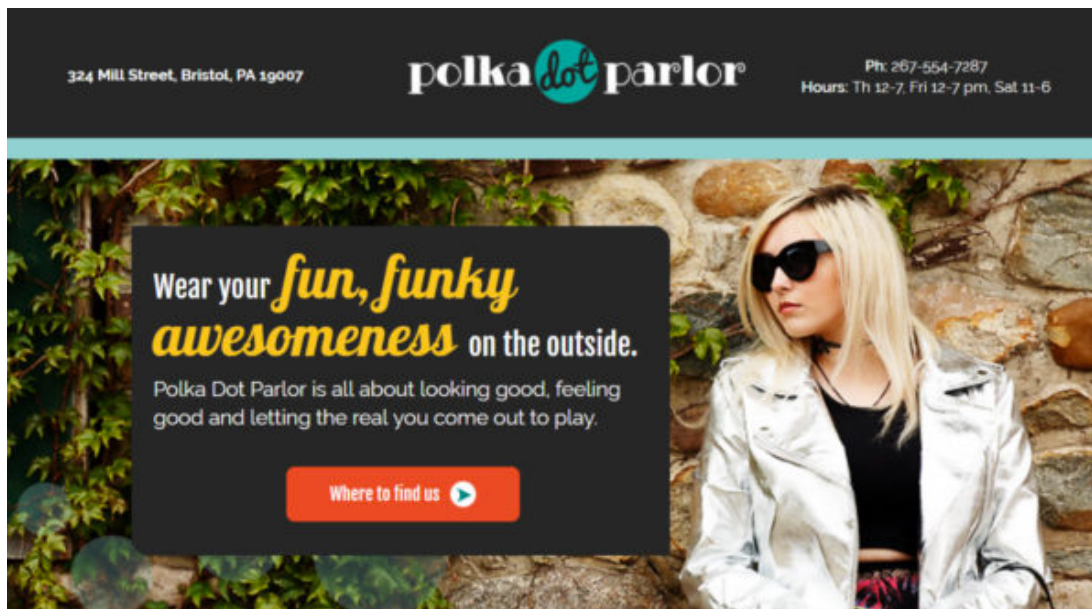 324 Mill Street, Bristol, PA 19007
polka dot parlor
Ph: 267-554-7287
Hours: Th 12-7, Fri 12-7 pm, Sat 11-6
Wear your fun, funky
awesomeness on the outside.
Polka Dot Parlor is all about looking good, feeling
good and letting the real you come out to play.
Where to find us